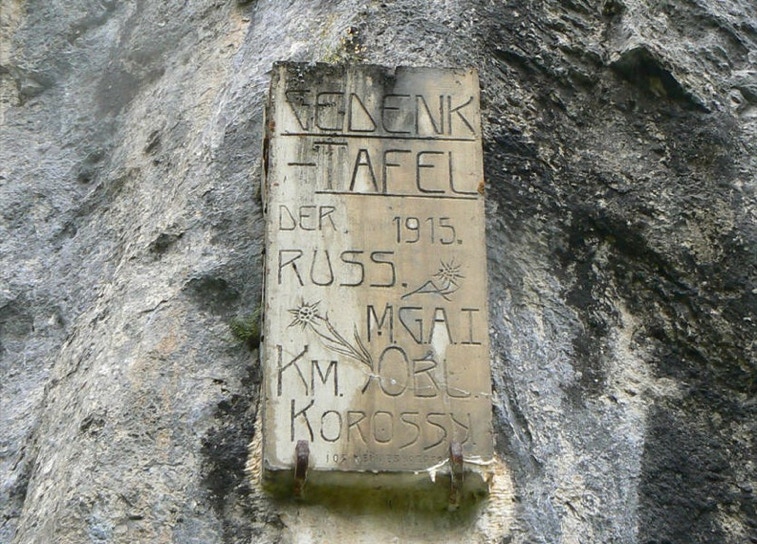 GEDENK
-TAFEL
DER. 1915.
RUSS.
M.G.A.I
KM. OBL.
KOROSSY.